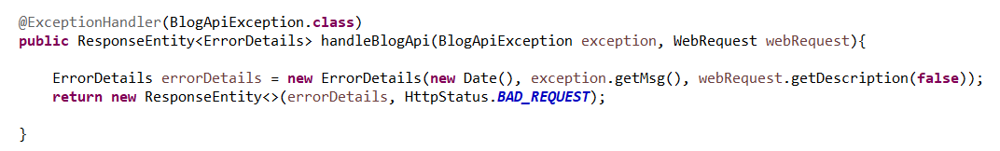 @ExceptionHandler(BlogApiException.class)
public ResponseEntity<ErrorDetails> handleBlogApi(BlogApiException exception, WebRequest webRequest){
ErrorDetails errorDetails = new ErrorDetails(new Date(), exception.getMsg(), webRequest.getDescription(false));
return new ResponseEntity<>(errorDetails, HttpStatus.BAD_REQUEST);
}